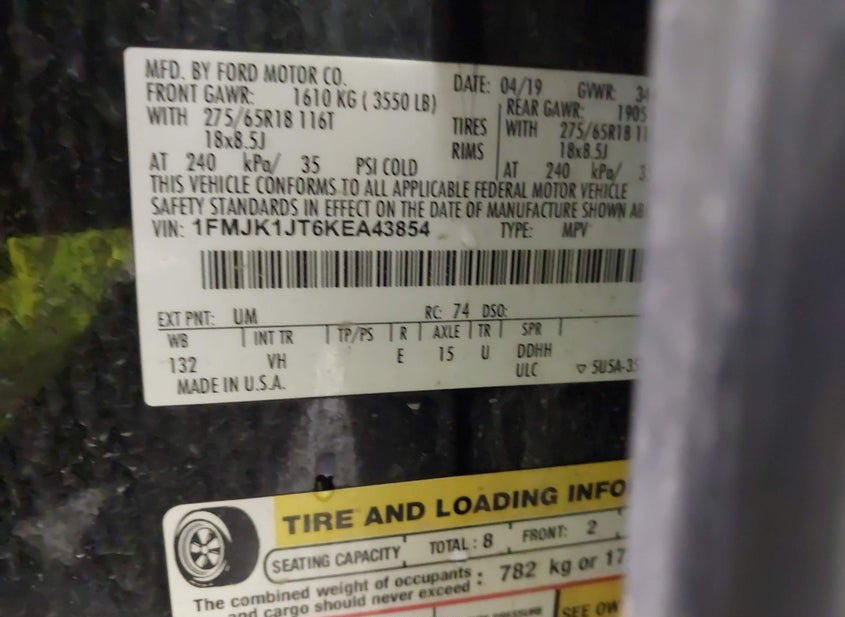 MFD. BY FORD MOTOR CO. DATE: 04/19 GVWR:
FRONT GAWR: 1610 KG ( 3550 LB) REAR GAWR: 1905
WITH 275/65R18 116T TIRES WITH 275/65R18
18x8.5J RIMS 18x8.5J
AT 240 kPa/ 35 PSI COLD AT 240 kPa/
THIS VEHICLE CONFORMS TO ALL APPLICABLE FEDERAL MOTOR VEHICLE
SAFETY STANDARDS IN EFFECT ON THE DATE OF MANUFACTURE SHOWN
VIN: 1FMJK1JT6KEA43854 TYPE: MPV
EXT PNT: UM RC: 74 DSO:
WB INT TR TP/PS R AXLE TR SPR
132 VH E 15 U DDHH
MADE IN U.S.A. ULC
TIRE AND LOADING
SEATING CAPACITY TOTAL : 8 FRONT: 2
The combined weight of occupants : 782 kg or
and cargo should never exceed
SEE